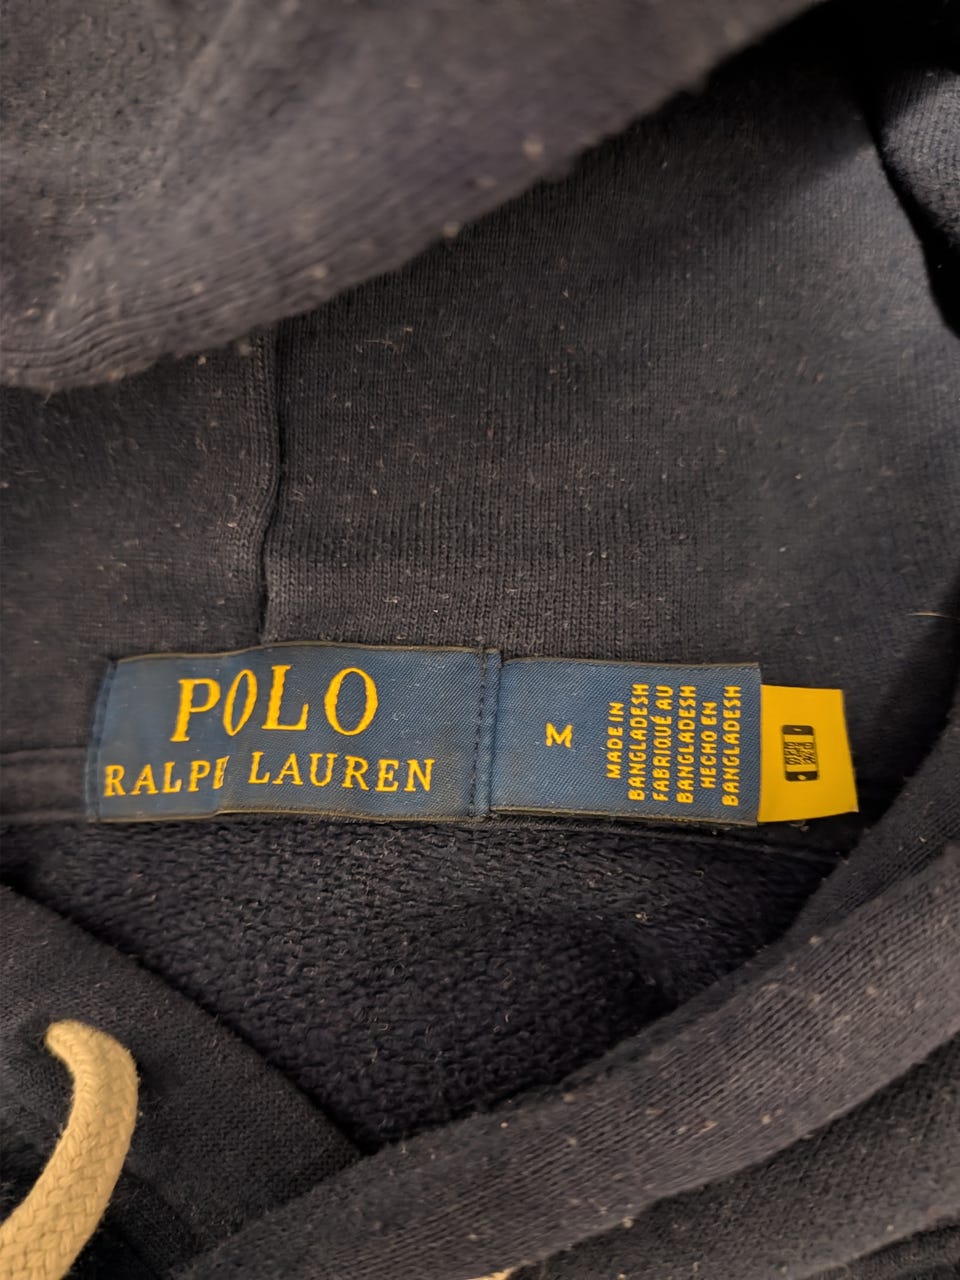 POLO
RALPH LAUREN
M
MADE IN
BANGLADESH
FABRIQUÉ AU
BANGLADESH
HECHO EN
BANGLADESH